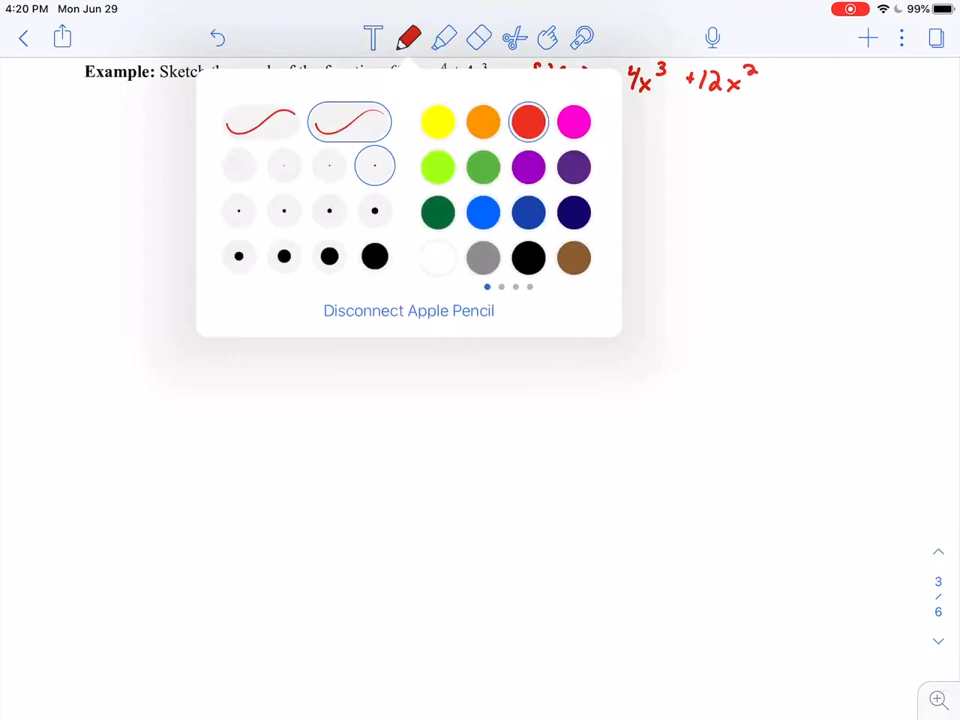 4:20 PM Mon Jun 29 99%
Example: Sketch 4x³ +12x²
Disconnect Apple Pencil
3
/
6